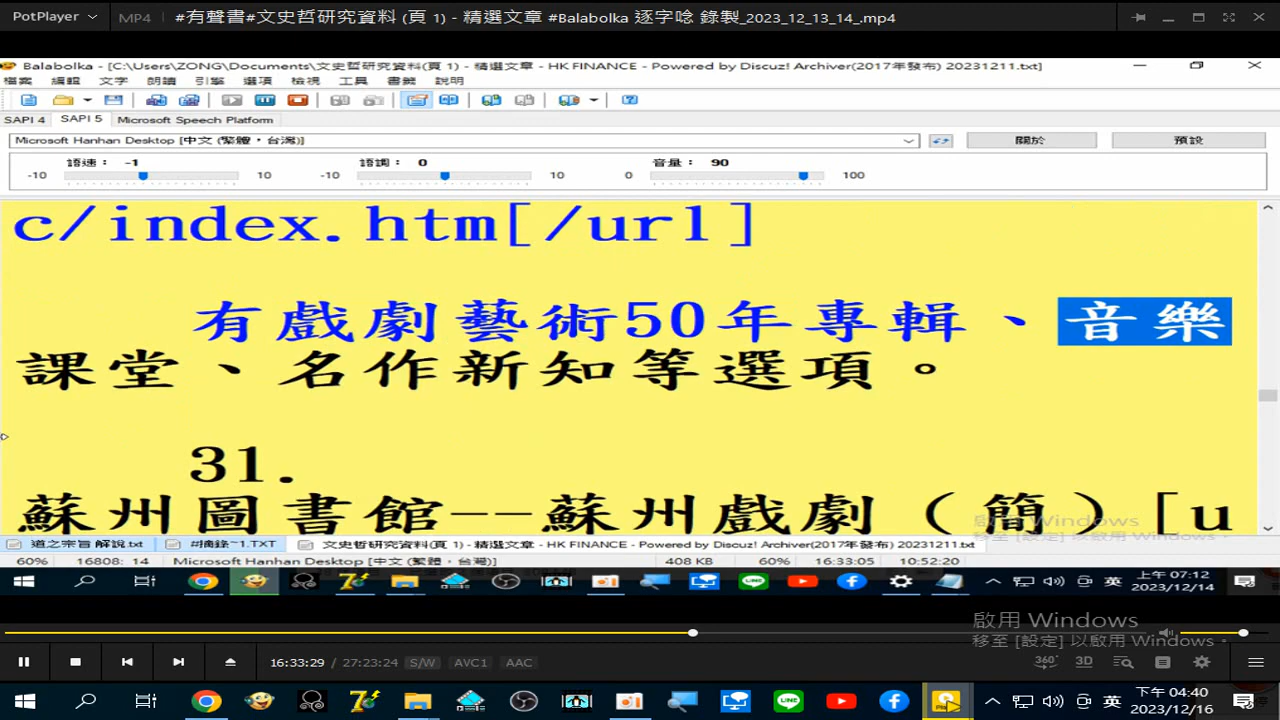 PotPlayer
MP4
#有聲書#文史哲研究資料 (頁 1) - 精選文章 #Balabolka 逐字唸 錄製_2023_12_13_14_.mp4
Balabolka - [C:\Users\ZONG\Documents\文史哲研究資料(頁 1) - 精選文章 - HK FINANCE - Powered by Discuz! Archiver(2017年發布) 20231211.txt]
檔案 編輯 文字 朗讀 引擎 選項 檢視 工具 書籤 說明
SAPI 4 SAPI 5 Microsoft Speech Platform
Microsoft Hanhan Desktop [中文 (繁體，台灣)]
關於 預設
語速： -1 語調： 0 音量： 90
-10 10 -10 10 0 100
c/index.htm[/url]
有戲劇藝術50年專輯、音樂
課堂、名作新知等選項。
31.
蘇州圖書館--蘇州戲劇（簡）[u
啟用 Windows
移至 [設定] 以啟用 Windows。
道之宗旨 解說.txt #摘錄~1.TXT 文史哲研究資料(頁 1) - 精選文章 - HK FINANCE - Powered by Discuz! Archiver(2017年發布) 20231211.txt
60% 16808: 14 Microsoft Hanhan Desktop [中文 (繁體，台灣)] 408 KB 60% 16:33:05 10:52:20
英 上午 07:12
2023/12/14
啟用 Windows
移至 [設定] 以啟用 Windows。
16:33:29 / 27:23:24 S/W AVC1 AAC
360° 3D
英 下午 04:40
2023/12/16